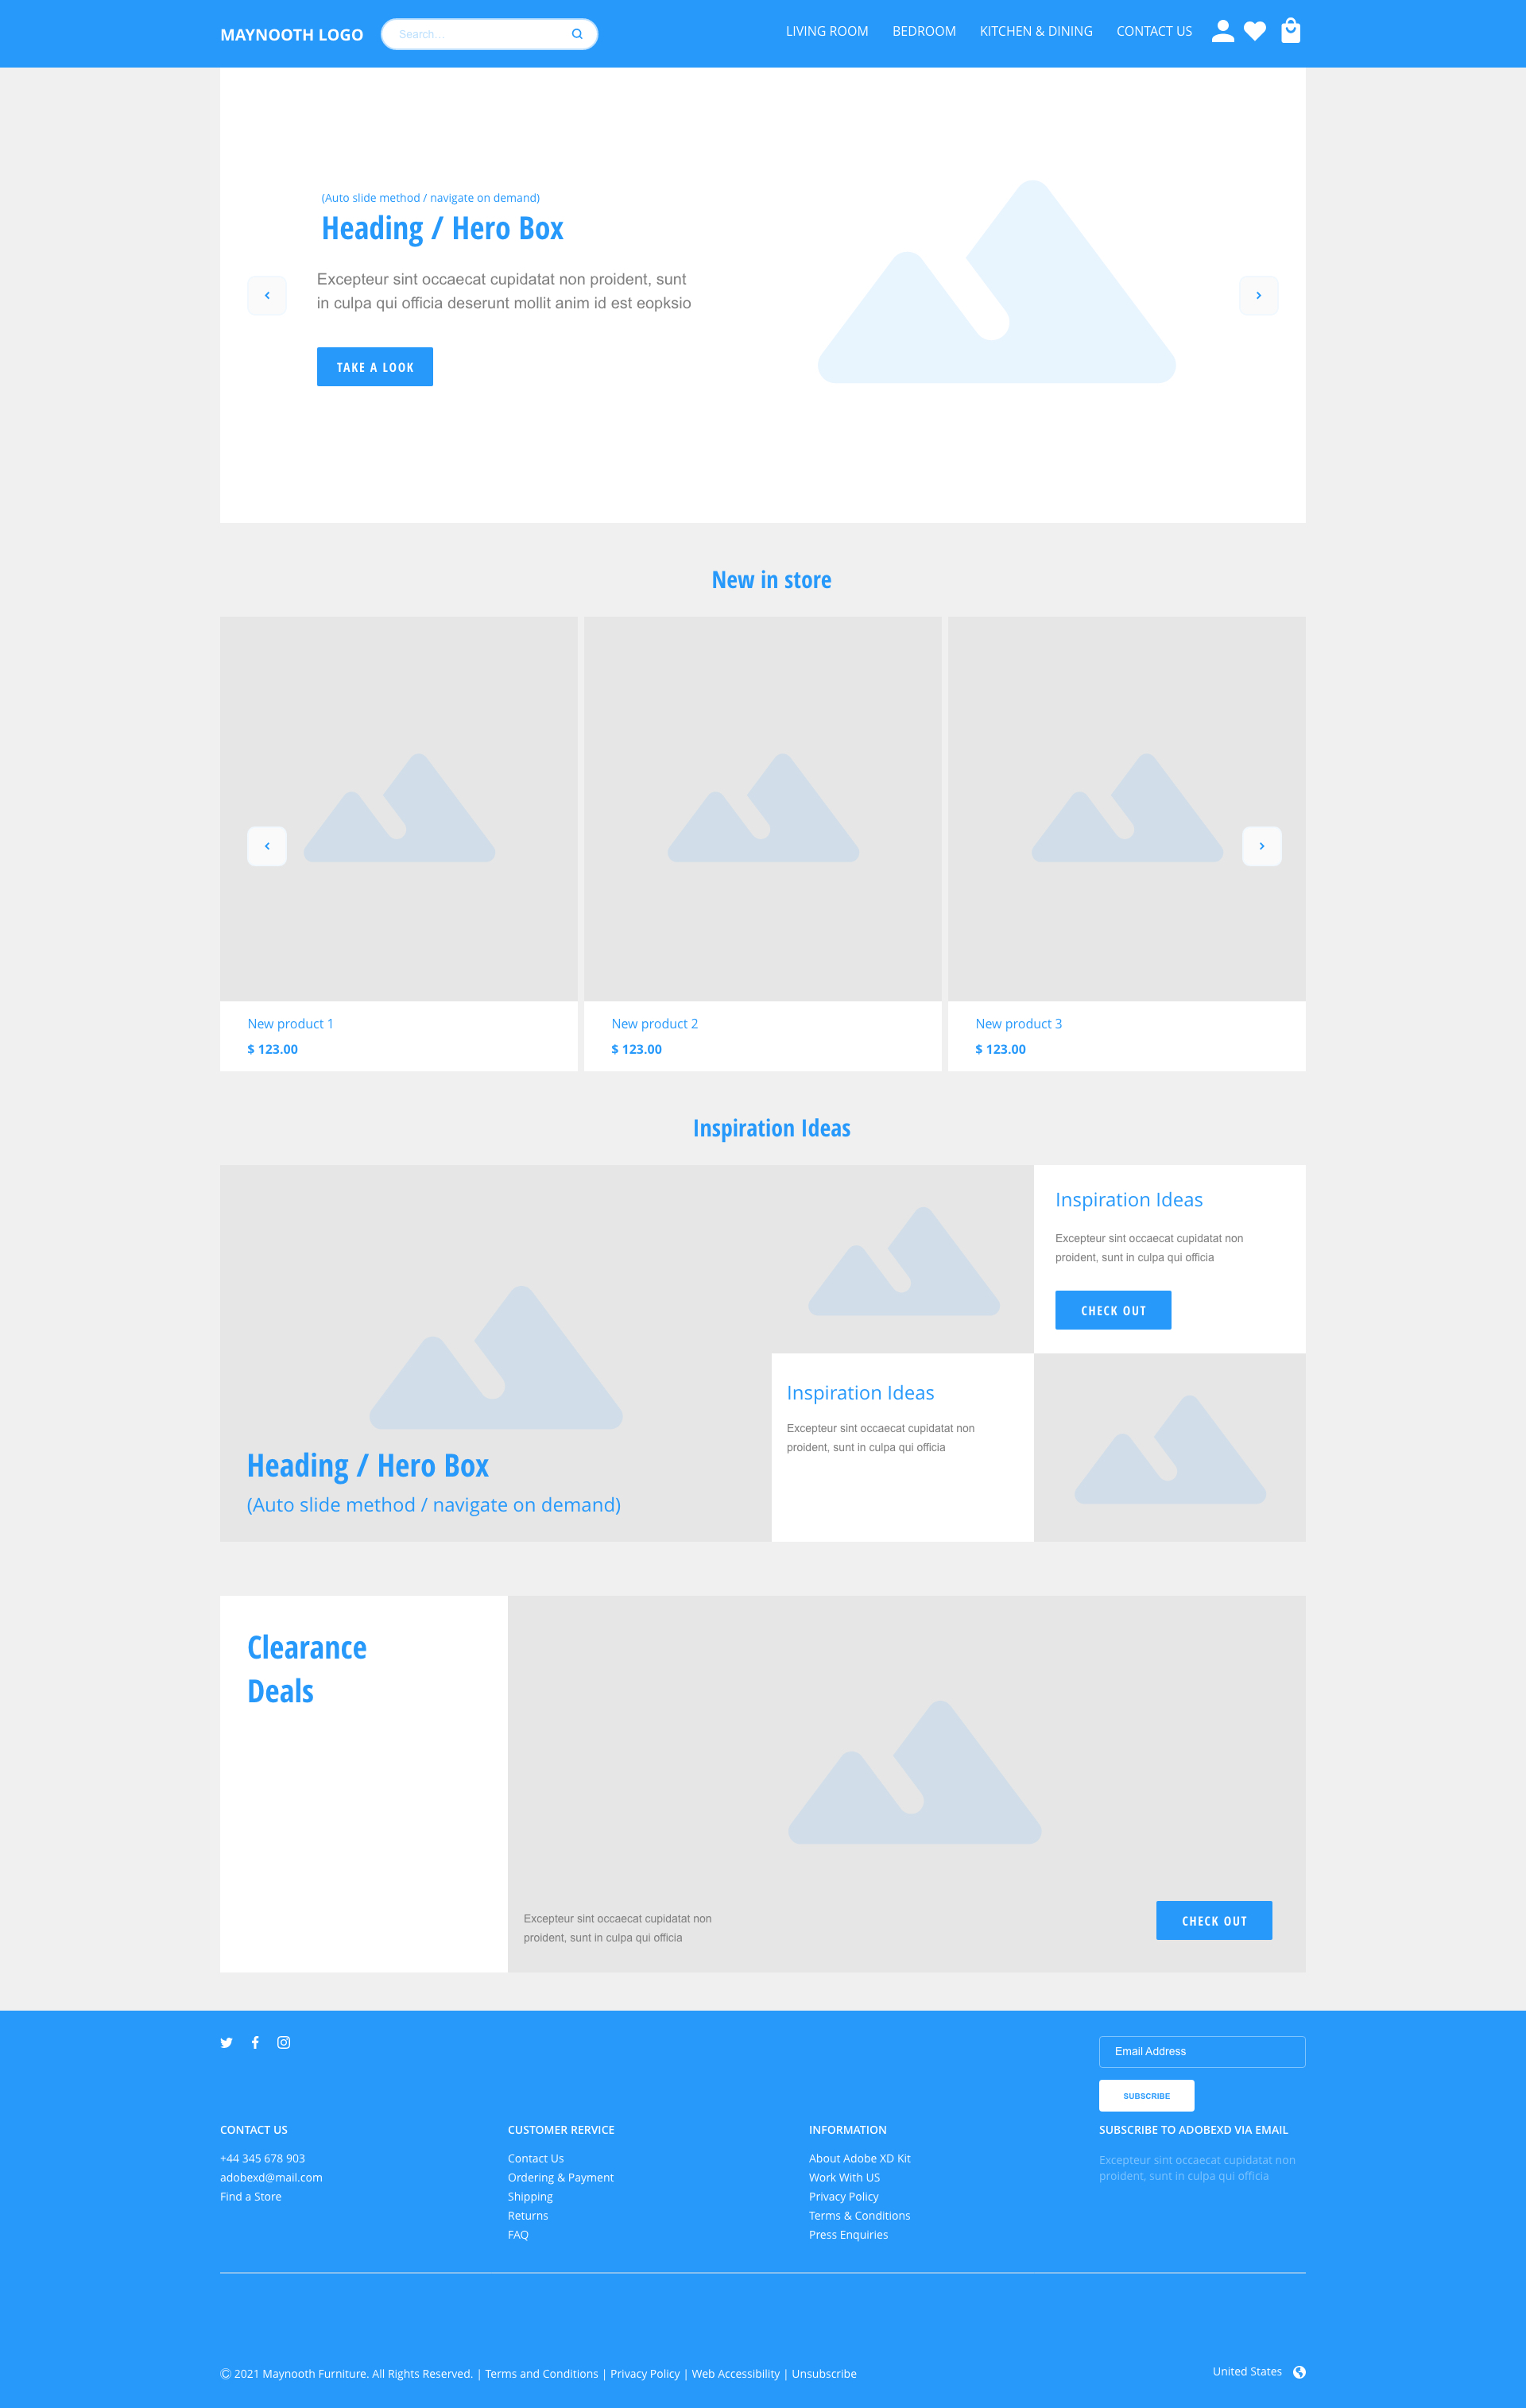 MAYNOOTH LOGO
Search...
LIVING ROOM
BEDROOM
KITCHEN & DINING
CONTACT US
(Auto slide method / navigate on demand)
Heading / Hero Box
Excepteur sint occaecat cupidatat non proident, sunt
in culpa qui officia deserunt mollit anim id est eopksio
TAKE A LOOK
New in store
New product 1
$ 123.00
New product 2
$ 123.00
New product 3
$ 123.00
Inspiration Ideas
Inspiration Ideas
Excepteur sint occaecat cupidatat non
proident, sunt in culpa qui officia
CHECK OUT
Inspiration Ideas
Excepteur sint occaecat cupidatat non
proident, sunt in culpa qui officia
Heading / Hero Box
(Auto slide method / navigate on demand)
Clearance
Deals
Excepteur sint occaecat cupidatat non
proident, sunt in culpa qui officia
CHECK OUT
Email Address
SUBSCRIBE
CONTACT US
+44 345 678 903
adobexd@mail.com
Find a Store
CUSTOMER RERVICE
Contact Us
Ordering & Payment
Shipping
Returns
FAQ
INFORMATION
About Adobe XD Kit
Work With US
Privacy Policy
Terms & Conditions
Press Enquiries
SUBSCRIBE TO ADOBEXD VIA EMAIL
Excepteur sint occaecat cupidatat non
proident, sunt in culpa qui officia
© 2021 Maynooth Furniture. All Rights Reserved. | Terms and Conditions | Privacy Policy | Web Accessibility | Unsubscribe
United States